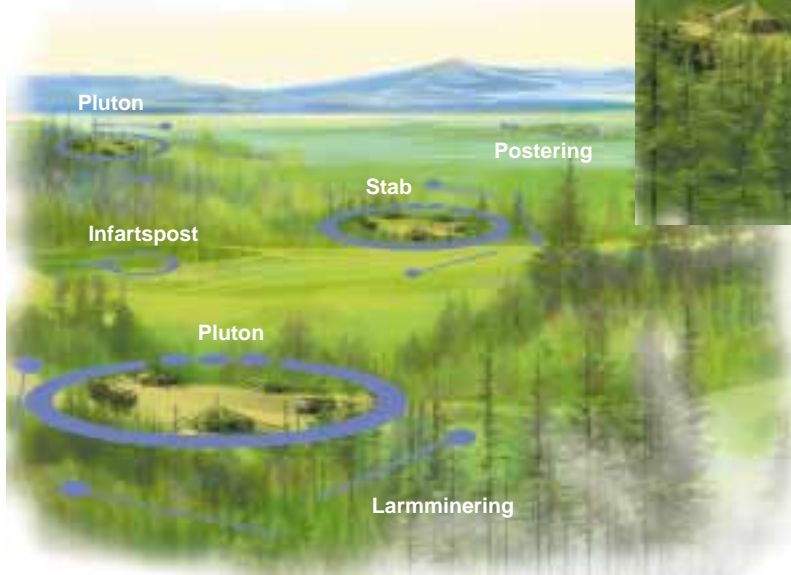 Pluton
Postering
Stab
Infartspost
Pluton
Larmminering